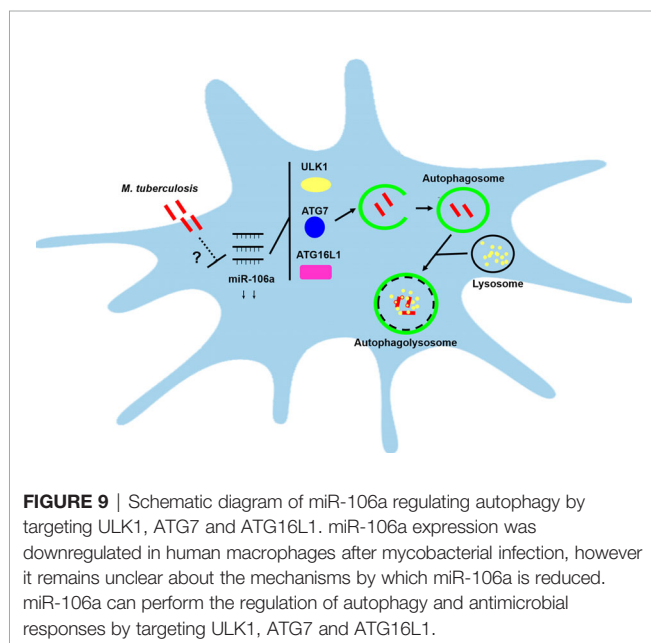 ULK1
M. tuberculosis
ATG7
Autophagosome
?
ATG16L1
miR-106a
↓ ↓
Lysosome
Autophagolysosome
FIGURE 9 | Schematic diagram of miR-106a regulating autophagy by
targeting ULK1, ATG7 and ATG16L1. miR-106a expression was
downregulated in human macrophages after mycobacterial infection, however
it remains unclear about the mechanisms by which miR-106a is reduced.
miR-106a can perform the regulation of autophagy and antimicrobial
responses by targeting ULK1, ATG7 and ATG16L1.